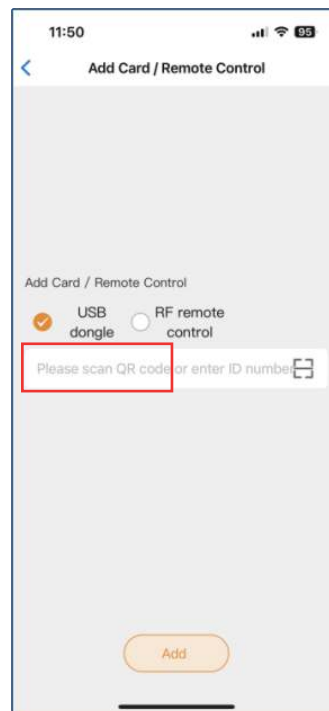 11:50
95
Add Card / Remote Control
Add Card / Remote Control
USB dongle
RF remote control
Please scan QR code or enter ID number
Add